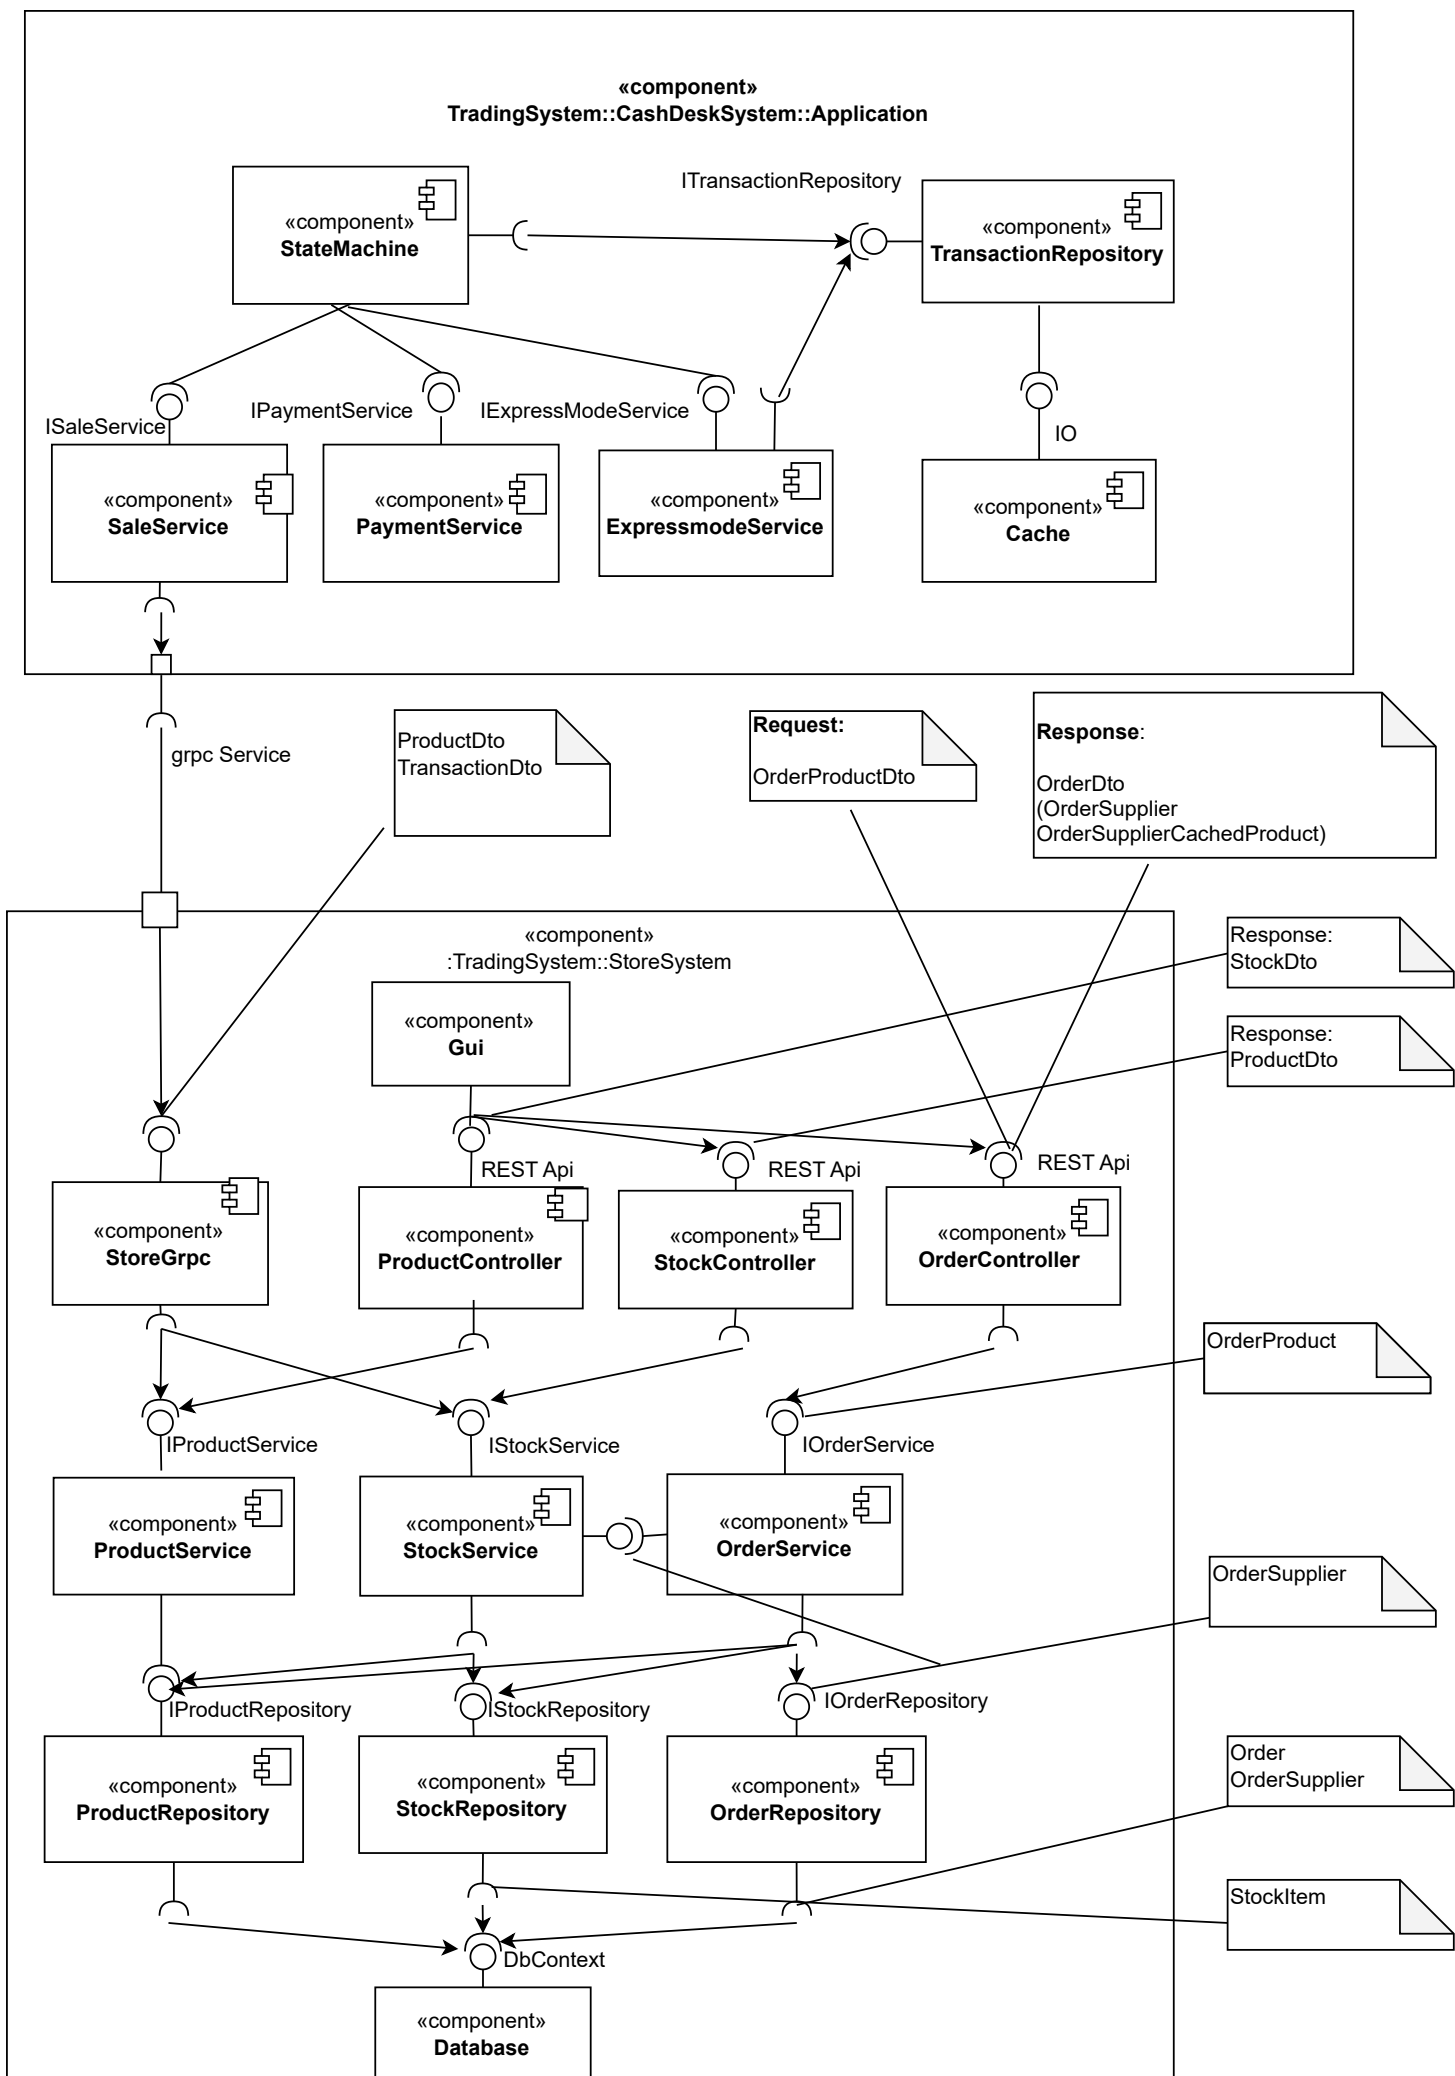 «component»
TradingSystem::CashDeskSystem::Application
«component»
StateMachine
ITransactionRepository
«component»
TransactionRepository
ISaleService
IPaymentService
IExpressModeService
IO
«component»
SaleService
«component»
PaymentService
«component»
ExpressmodeService
«component»
Cache
grpc Service
ProductDto
TransactionDto
Request:
OrderProductDto
Response:
OrderDto
(OrderSupplier
OrderSupplierCachedProduct)
«component»
:TradingSystem::StoreSystem
Response:
StockDto
«component»
Gui
Response:
ProductDto
REST Api
REST Api
REST Api
«component»
StoreGrpc
«component»
ProductController
«component»
StockController
«component»
OrderController
OrderProduct
IProductService
IStockService
IOrderService
«component»
ProductService
«component»
StockService
«component»
OrderService
OrderSupplier
IProductRepository
IStockRepository
IOrderRepository
«component»
ProductRepository
«component»
StockRepository
«component»
OrderRepository
Order
OrderSupplier
StockItem
DbContext
«component»
Database